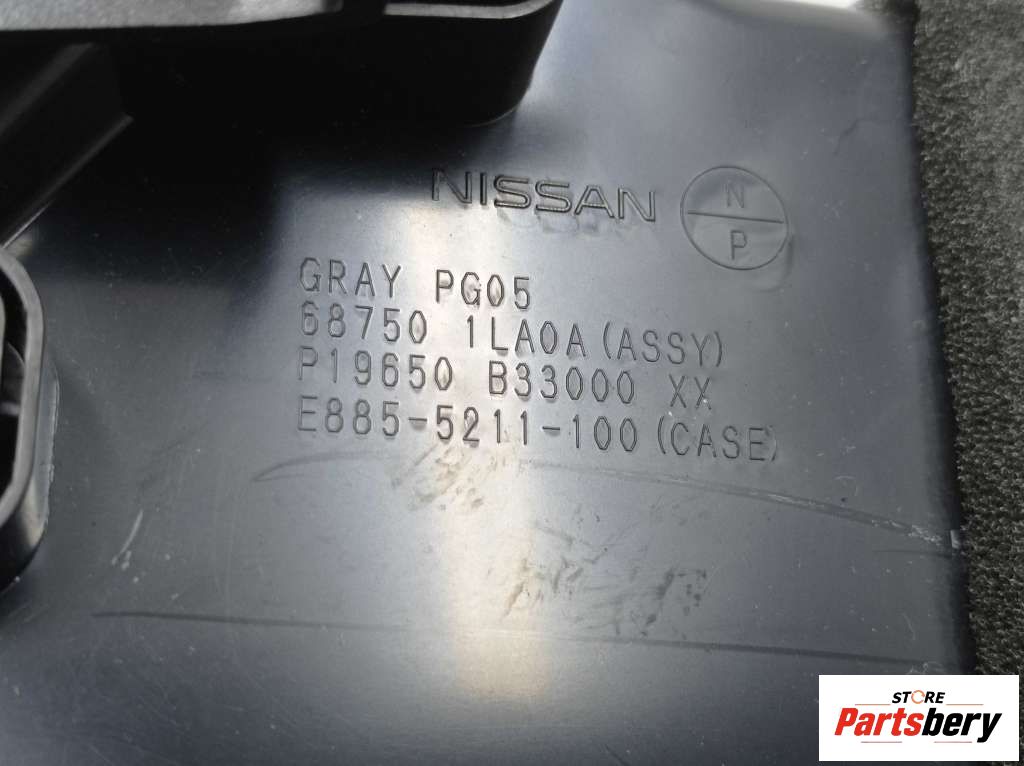 NISSAN
N
P
GRAY PG05
68750 1LA0A (ASSY)
P19650 B33000 XX
E885-5211-100 (CASE)
STORE
Partsbery